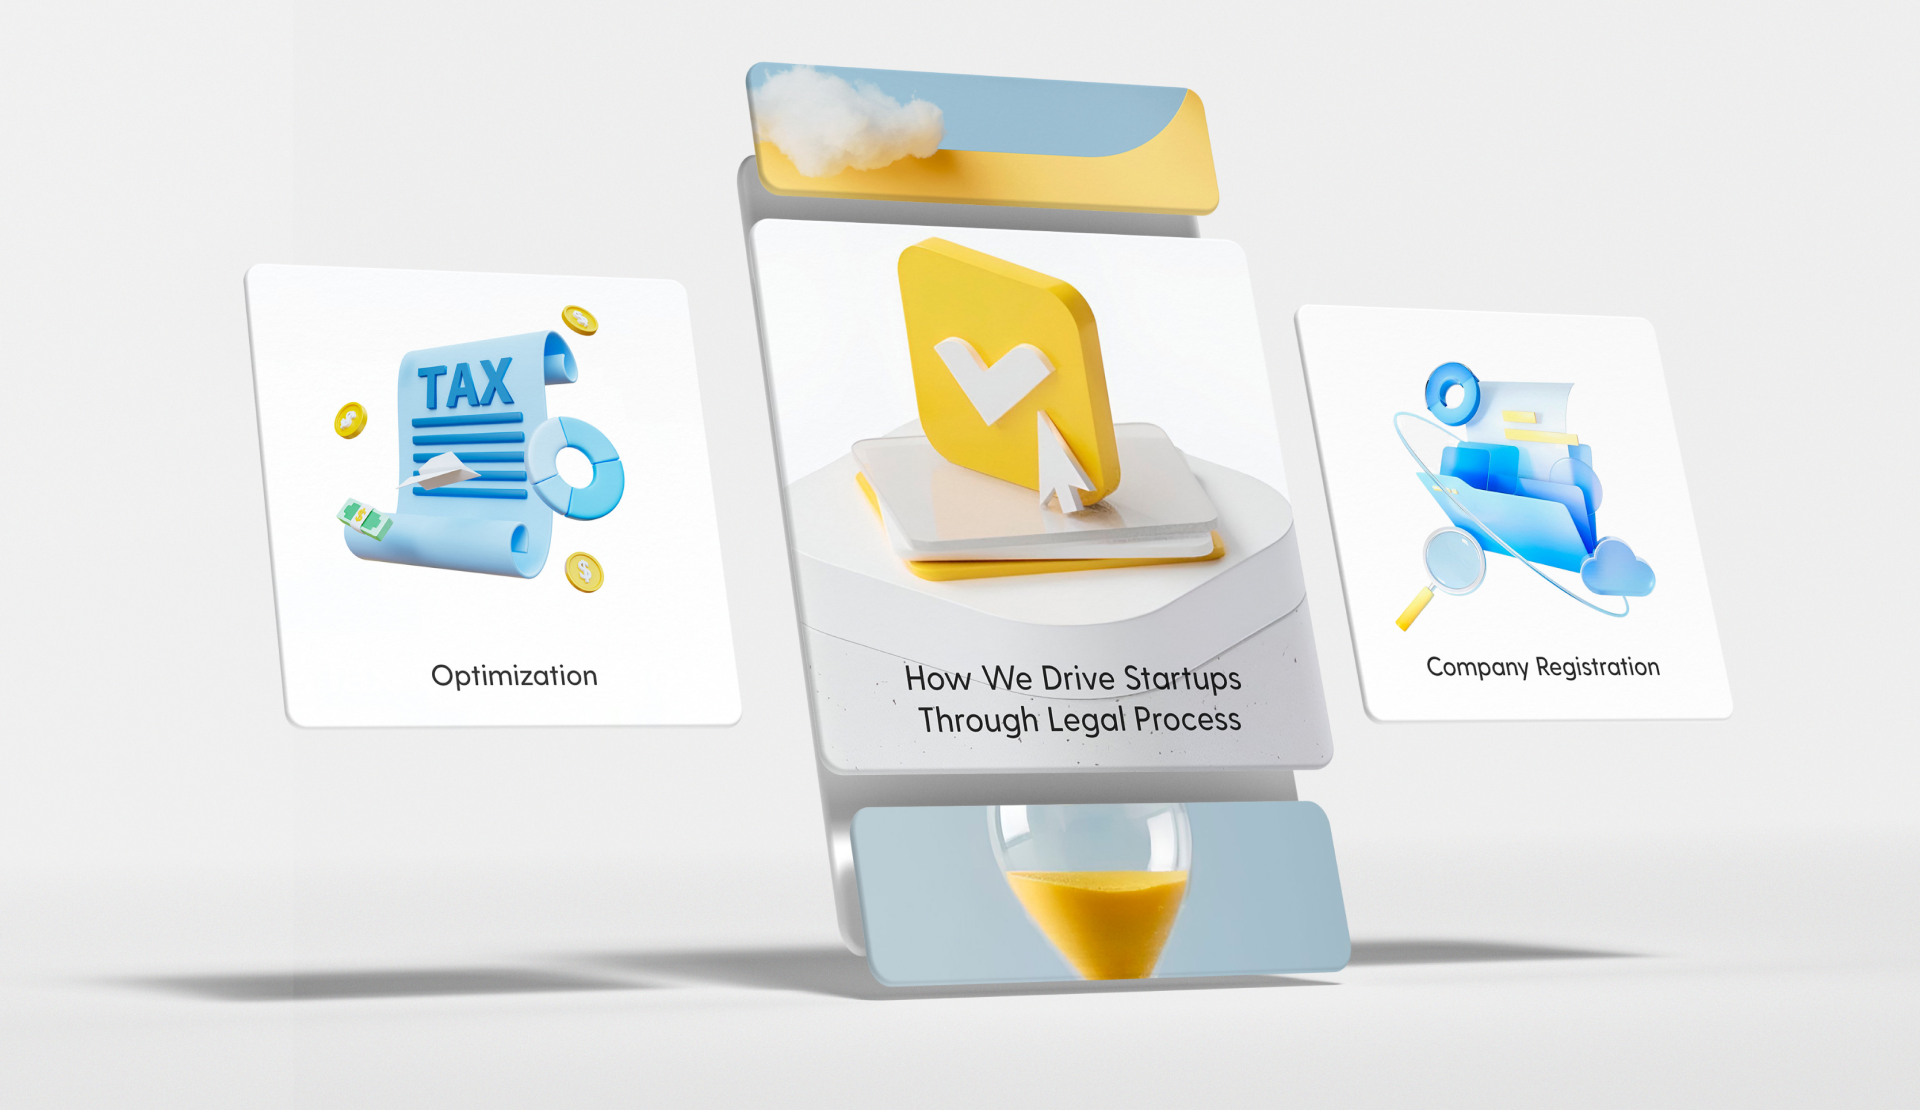 TAX
Optimization
How We Drive Startups
Through Legal Process
Company Registration
$